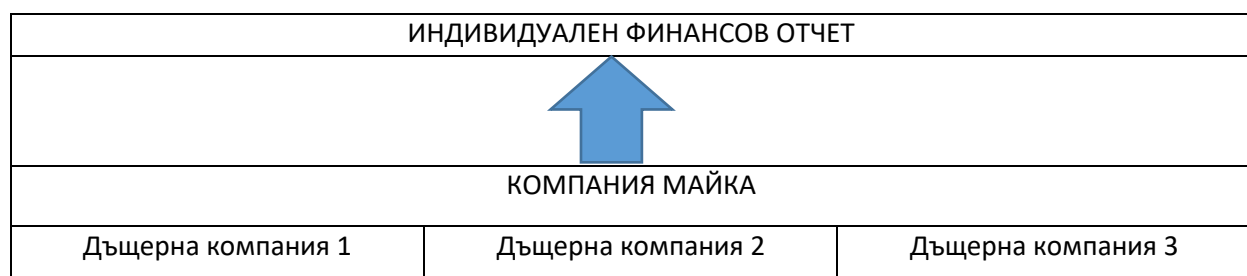 ИНДИВИДУАЛЕН ФИНАНСОВ ОТЧЕТ
КОМПАНИЯ МАЙКА
Дъщерна компания 1 Дъщерна компания 2 Дъщерна компания 3